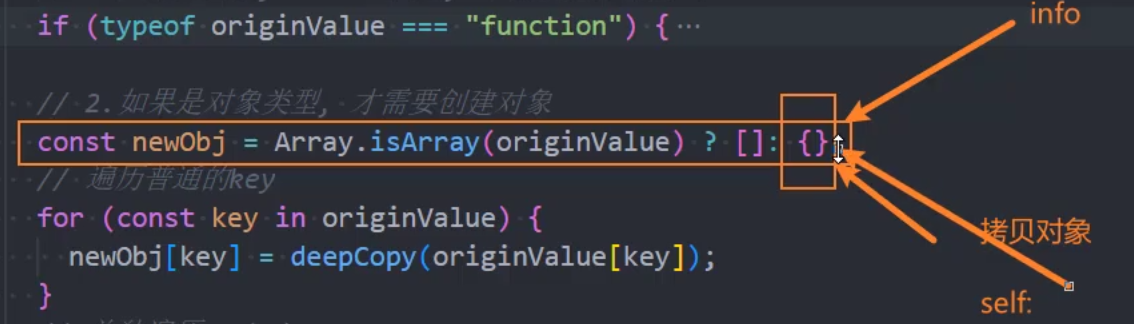 if (typeof originValue === "function") { ⋯
info
// 2.如果是对象类型, 才需要创建对象
const newObj = Array.isArray(originValue) ? []: {}
// 遍历普通的key
for (const key in originValue) {
newObj[key] = deepCopy(originValue[key]);
拷贝对象
}
self: